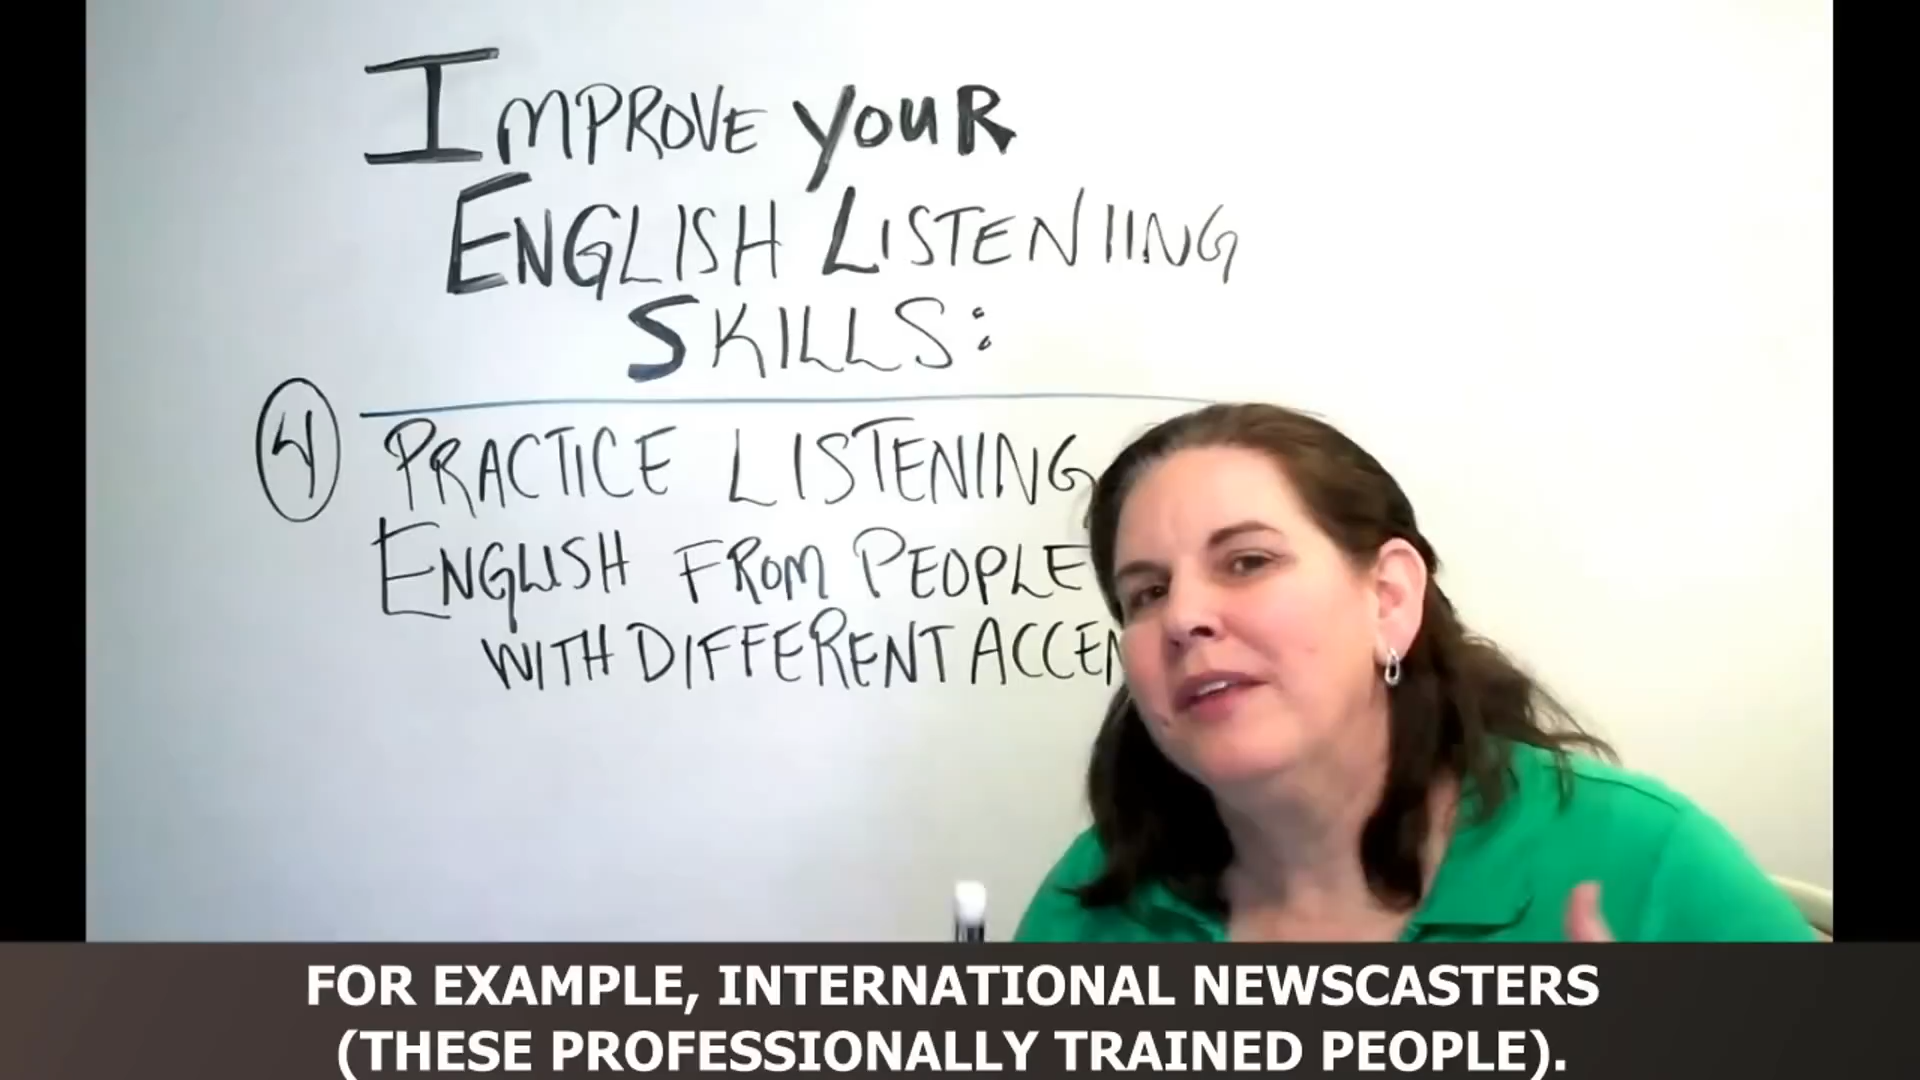 IMPROVE YOUR
ENGLISH LISTENIING
SKILLS:
4 PRACTICE LISTENING
ENGLISH FROM PEOPLE
WITH DIFFERENT ACCEN
FOR EXAMPLE, INTERNATIONAL NEWSCASTERS
(THESE PROFESSIONALLY TRAINED PEOPLE).